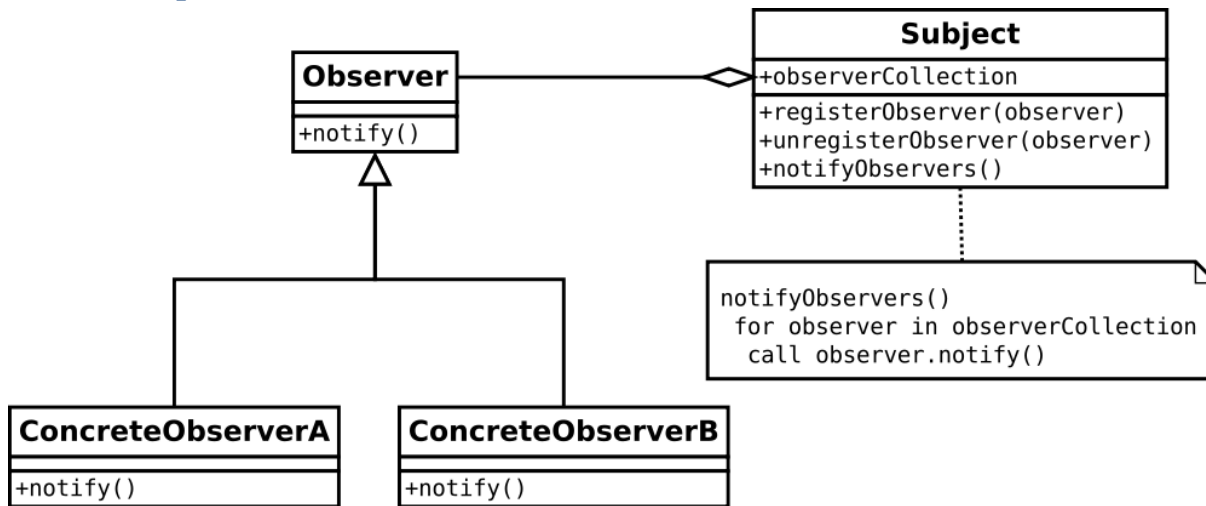 Observer
+notify()
Subject
+observerCollection
+registerObserver(observer)
+unregisterObserver(observer)
+notifyObservers()
notifyObservers()
for observer in observerCollection
call observer.notify()
ConcreteObserverA
+notify()
ConcreteObserverB
+notify()